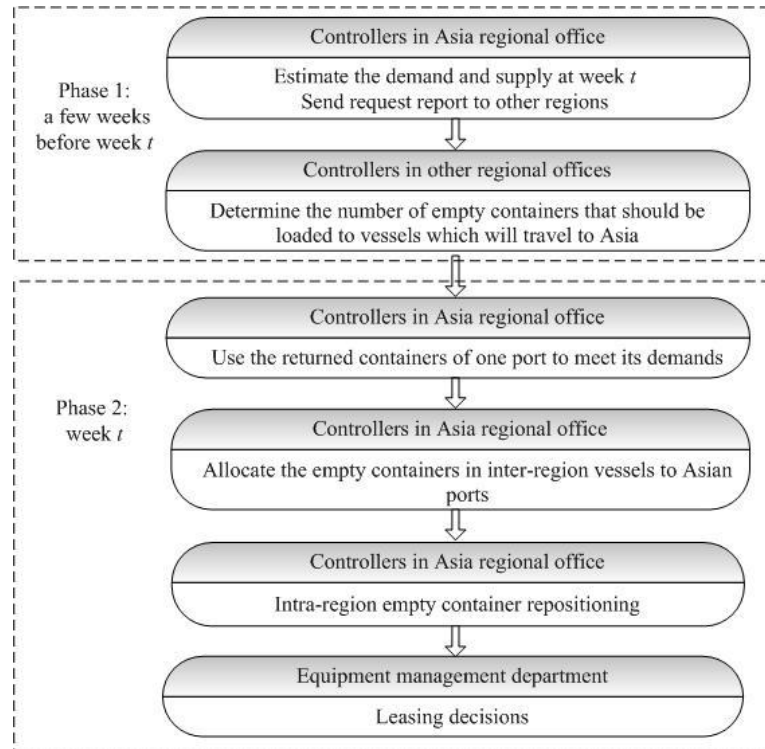 Controllers in Asia regional office
Phase 1:
a few weeks
before week t
Estimate the demand and supply at week t
Send request report to other regions
Controllers in other regional offices
Determine the number of empty containers that should be
loaded to vessels which will travel to Asia
Phase 2:
week t
Controllers in Asia regional office
Use the returned containers of one port to meet its demands
Controllers in Asia regional office
Allocate the empty containers in inter-region vessels to Asian
ports
Controllers in Asia regional office
Intra-region empty container repositioning
Equipment management department
Leasing decisions